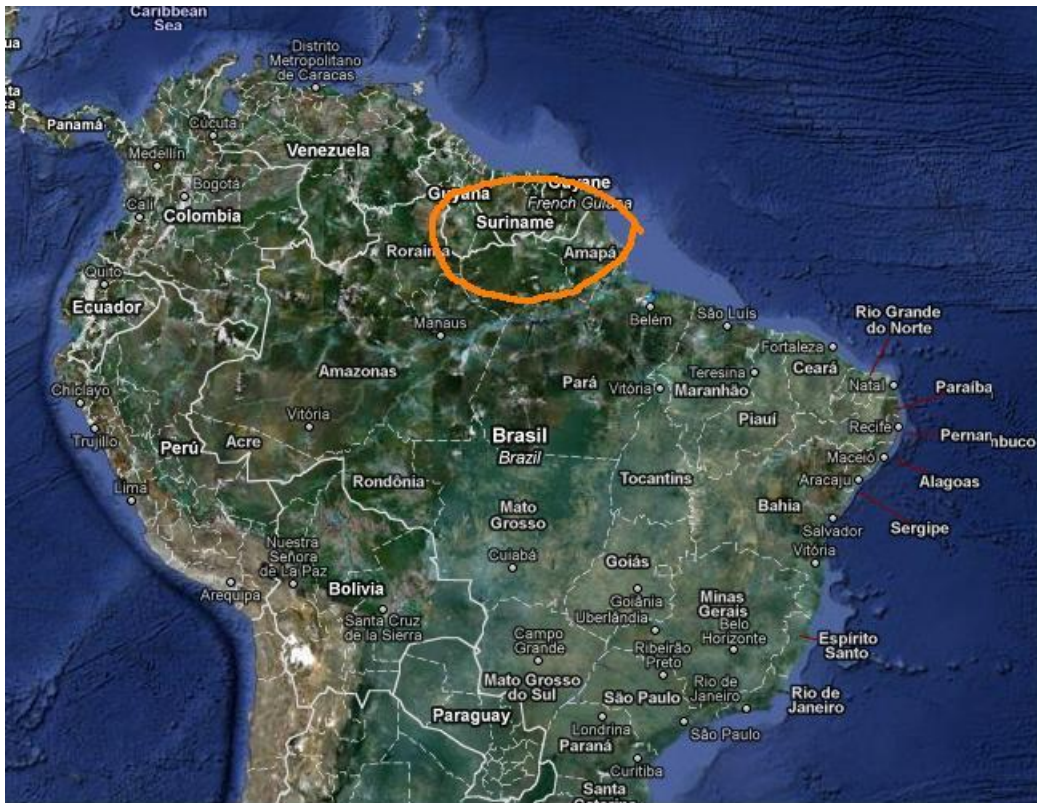 Caribbean
Sea
Distrito
Metropolitano
de Caracas
Panamá
Cúcuta
Medellín
Venezuela
Bogotá
Cali
Colombia
Guyana
Guyane
French Guiana
Suriname
Roraima
Amapá
Quito
Ecuador
Manaus
Belém
São Luís
Rio Grande
do Norte
Fortaleza
Ceará
Chiclayo
Amazonas
Pará
Vitória
Teresina
Maranhão
Natal
Paraíba
Trujillo
Vitória
Piauí
Recife
Pernambuco
Perú
Acre
Brasil
Brazil
Maceió
Lima
Rondônia
Tocantins
Aracaju
Alagoas
Mato
Grosso
Bahia
Sergipe
Salvador
Nuestra
Señora
de La Paz
Cuiabá
Goiás
Vitória
Arequipa
Bolivia
Goiânia
Minas
Gerais
Santa Cruz
de la Sierra
Uberlândia
Belo
Horizonte
Campo
Grande
Ribeirão
Preto
Espírito
Santo
Mato Grosso
do Sul
São Paulo
Rio de
Janeiro
Rio de
Janeiro
Paraguay
Londrina
São Paulo
Paraná
Curitiba
Santa